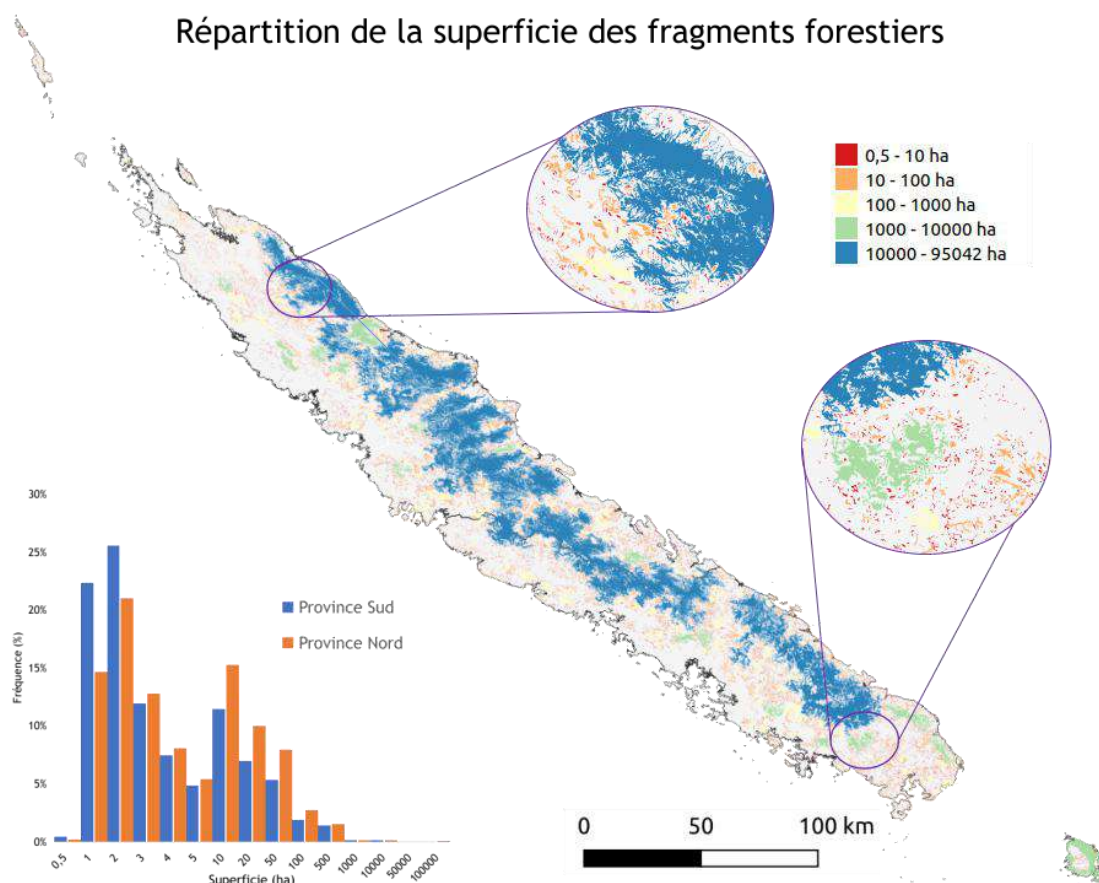 Répartition de la superficie des fragments forestiers
0,5 - 10 ha
10 - 100 ha
100 - 1000 ha
1000 - 10000 ha
10000 - 95042 ha
30%
25%
20%
15%
10%
5%
0%
Fréquence (%)
Province Sud
Province Nord
0,5
1
2
3
4
5
10
20
50
100
500
1000
10000
50000
100000
Superficie (ha)
0 50 100 km